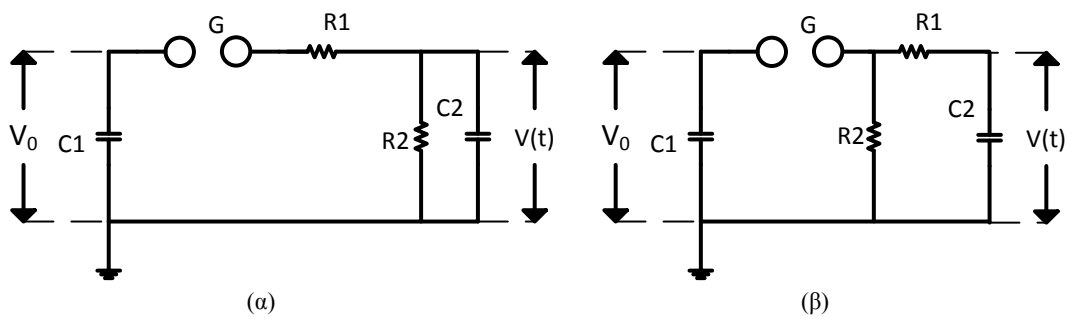 G R1
V0 C1 R2 C2 V(t)
(α)
G R1
V0 C1 R2 C2 V(t)
(β)